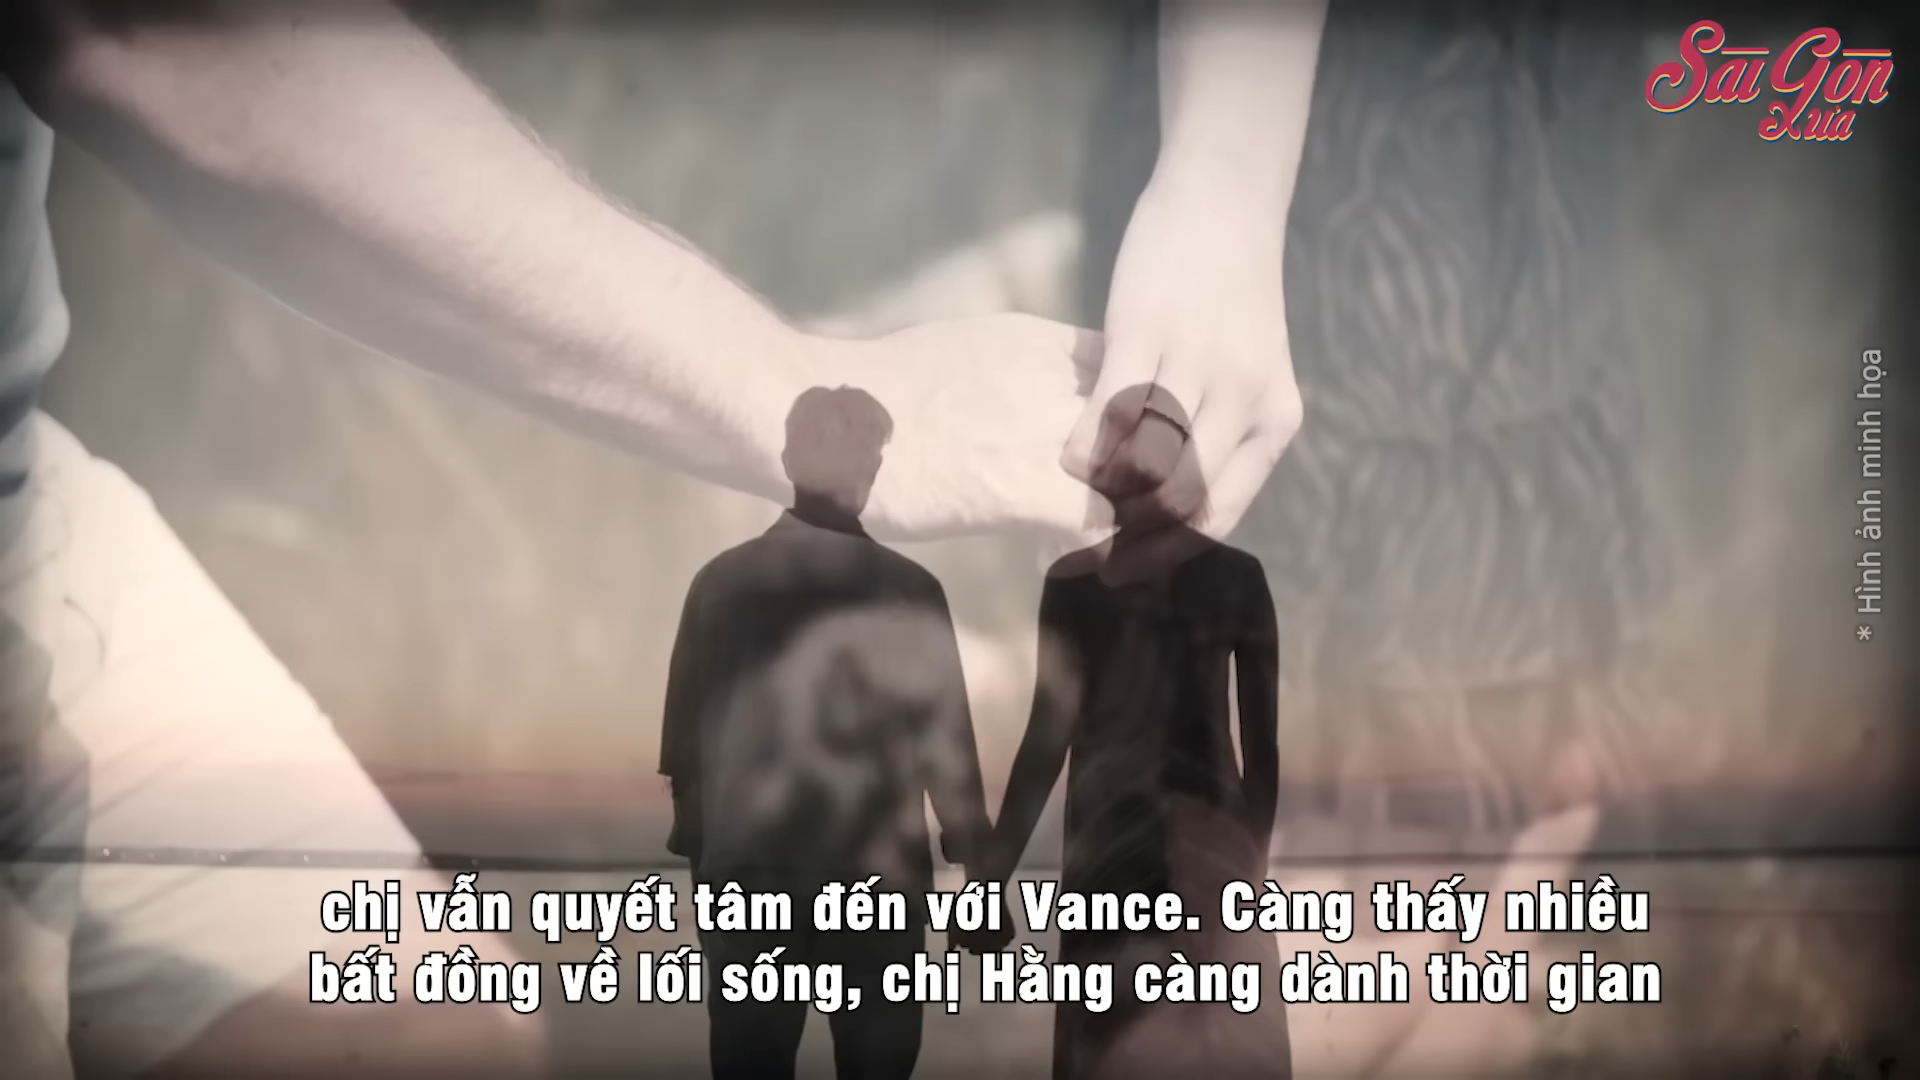 Sài Gòn
Xưa
* Hình ảnh minh họa
chị vẫn quyết tâm đến với Vance. Càng thấy nhiều
bất đồng về lối sống, chị Hằng càng dành thời gian